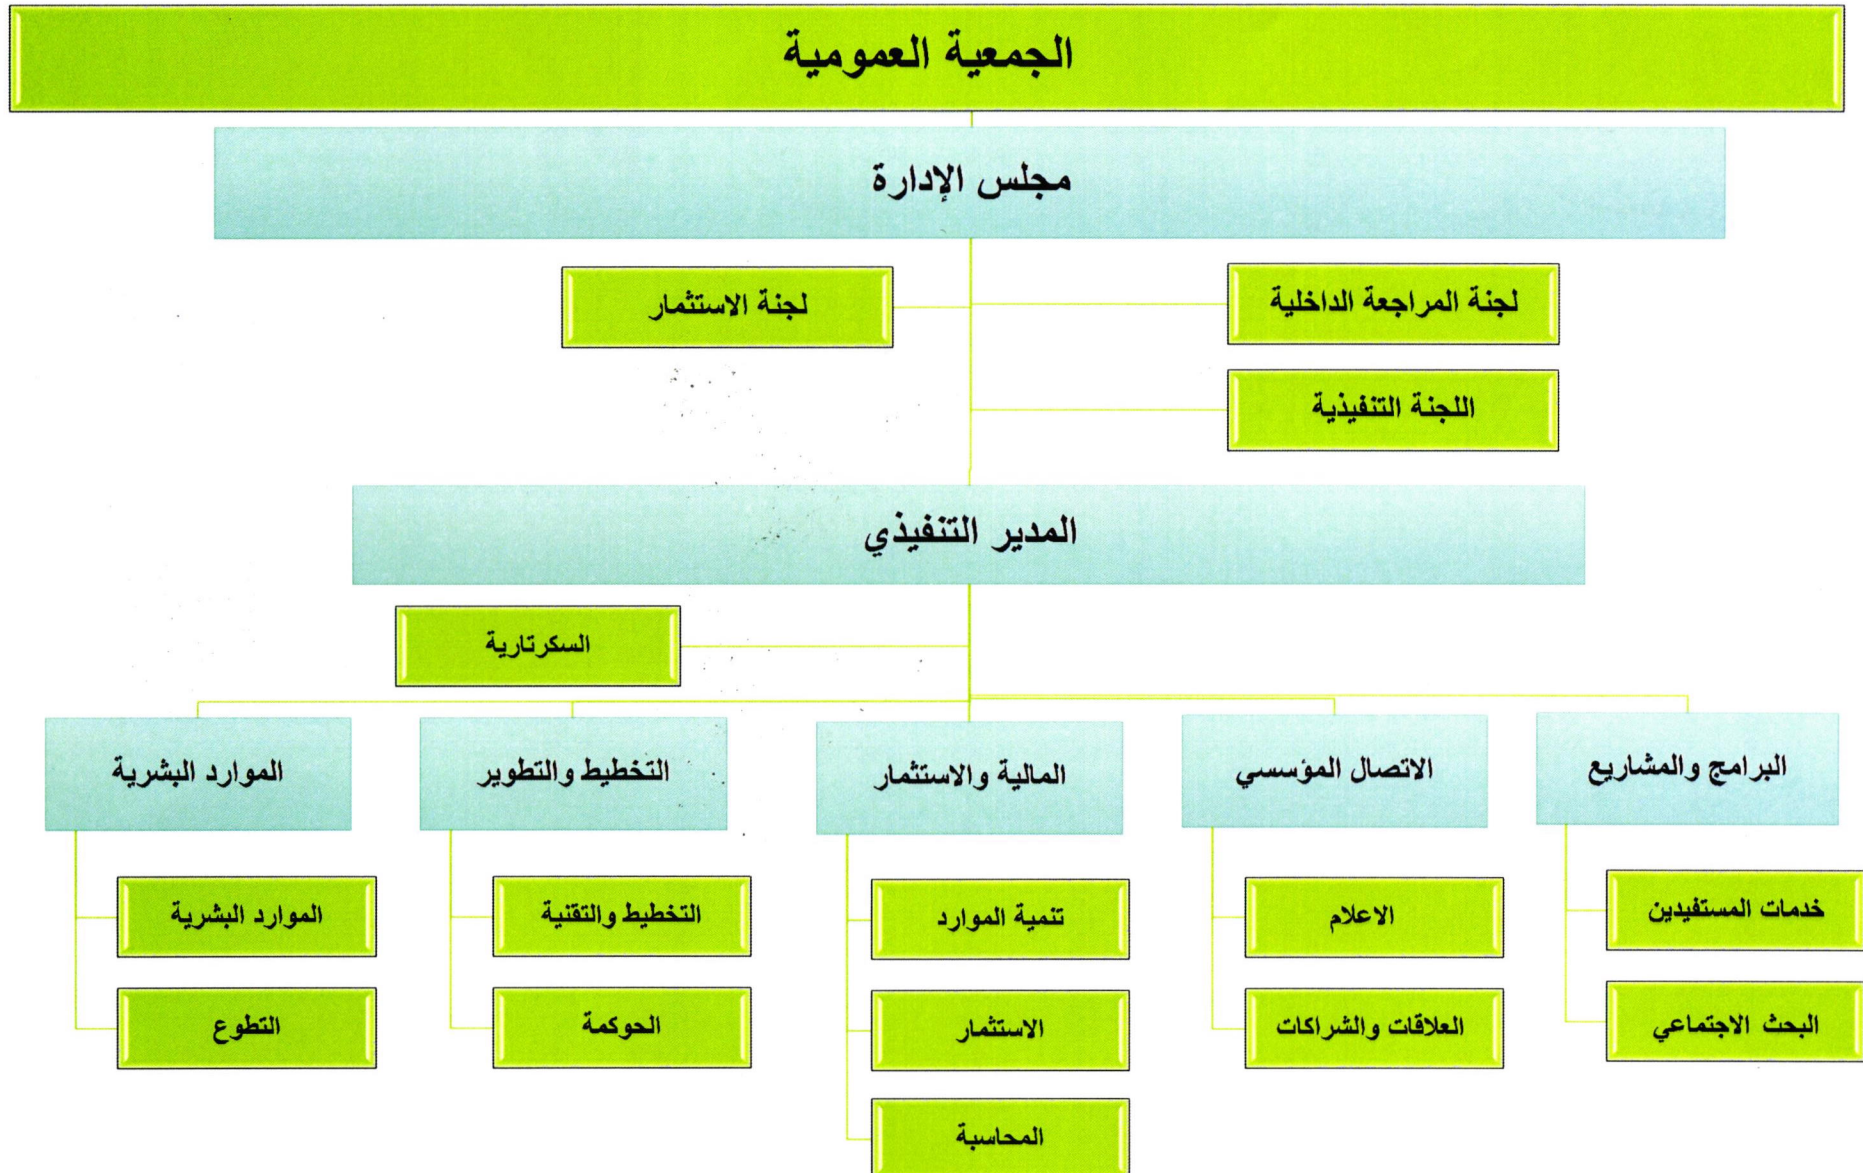 الجمعية العمومية
مجلس الإدارة
لجنة المراجعة الداخلية
لجنة الاستثمار
اللجنة التنفيذية
المدير التنفيذي
السكرتارية
البرامج والمشاريع
الاتصال المؤسسي
المالية والاستثمار
التخطيط والتطوير
الموارد البشرية
خدمات المستفيدين
الاعلام
تنمية الموارد
التخطيط والتقنية
الموارد البشرية
البحث الاجتماعي
العلاقات والشراكات
الاستثمار
الحوكمة
التطوع
المحاسبة